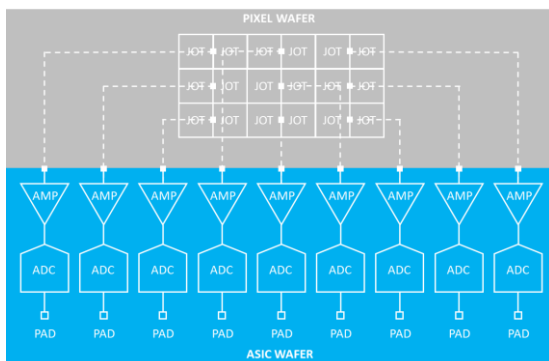 PIXEL WAFER
JOT JOT JOT JOT JOT JOT
JOT JOT JOT JOT JOT JOT
JOT JOT JOT JOT JOT JOT
AMP AMP AMP AMP AMP AMP AMP AMP AMP
ADC ADC ADC ADC ADC ADC ADC ADC ADC
PAD PAD PAD PAD PAD PAD PAD PAD PAD
ASIC WAFER